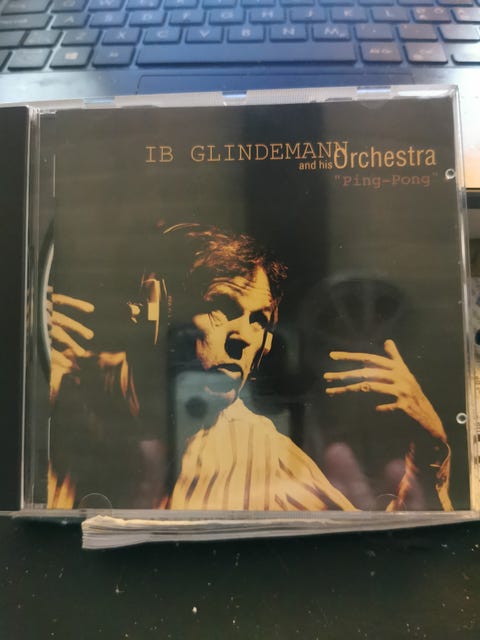 IB GLINDEMANN
and his Orchestra
"Ping-Pong"